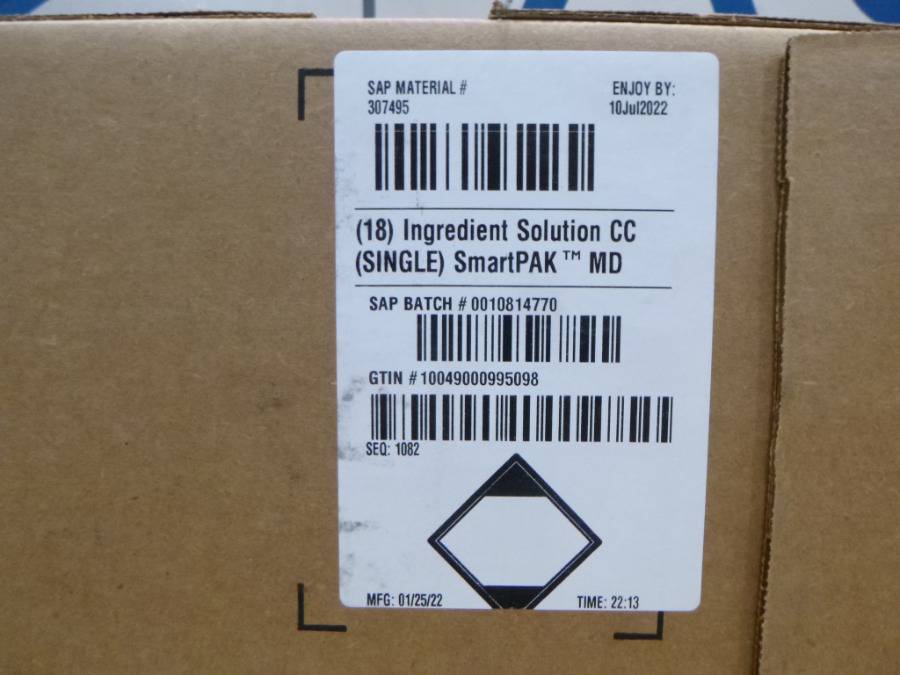 SAP MATERIAL #
307495
ENJOY BY:
10Jul2022
(18) Ingredient Solution CC
(SINGLE) SmartPAK™ MD
SAP BATCH # 0010814770
GTIN # 10049000995098
SEQ: 1082
MFG: 01/25/22
TIME: 22:13